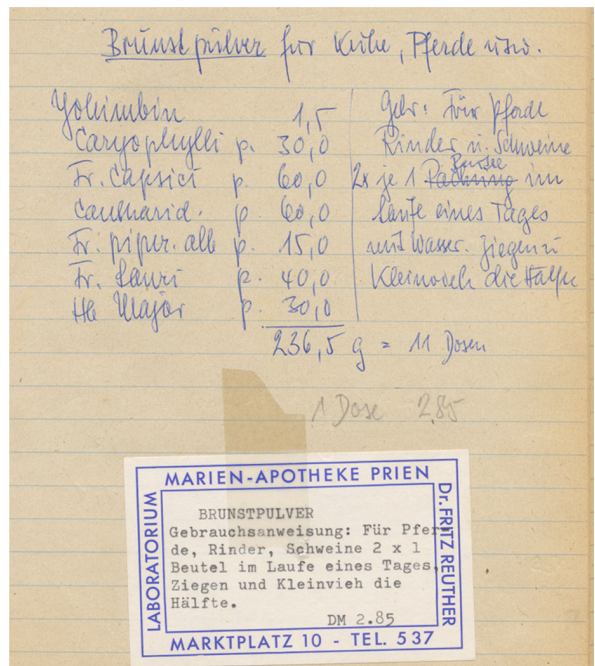 Brunstpulver für Kühe, Pferde usw.
Yohimbin 1,5
Caryophylli p. 30,0
Fr. Capsici p. 60,0
Cantharid. p. 60,0
Fr. piper. alb p. 15,0
Fr. Lauri p. 40,0
Hb Major p. 30,0
236,5 g = 11 Dosen
Gebr: Für Pferde
Rinder u. Schweine
2x je 1 Packung im
Laufe eines Tages
mit Wasser. Ziegen u
Kleinvieh die Hälfte
1 Dose 2.85
MARIEN-APOTHEKE PRIEN
LABORATORIUM
Dr. FRITZ REUTHER
BRUNSTPULVER
Gebrauchsanweisung: Für Pfer
de, Rinder, Schweine 2 x 1
Beutel im Laufe eines Tages,
Ziegen und Kleinvieh die
Hälfte.
DM 2.85
MARKTPLATZ 10 - TEL. 537